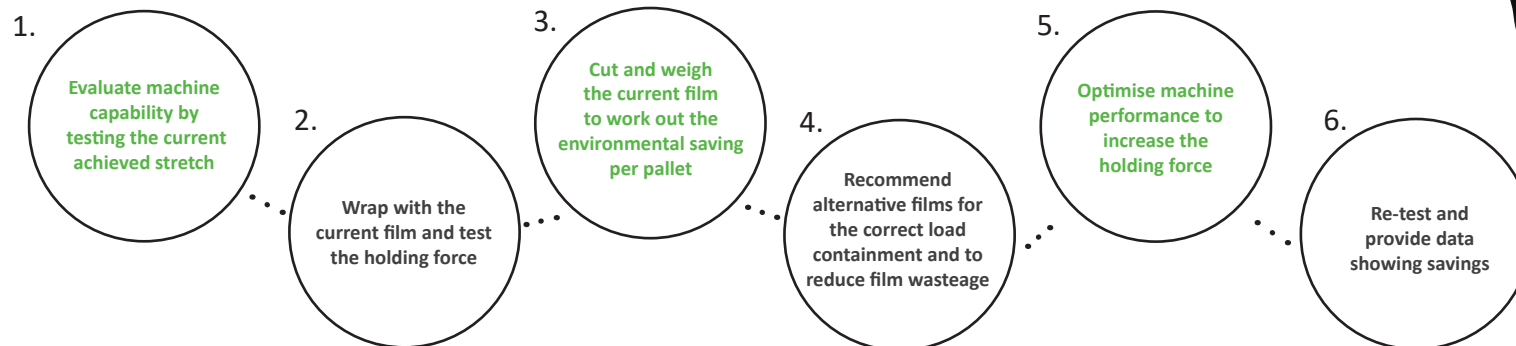 1.
Evaluate machine
capability by
testing the current
achieved stretch
2.
Wrap with the
current film and test
the holding force
3.
Cut and weigh
the current film
to work out the
environmental saving
per pallet
4.
Recommend
alternative films for
the correct load
containment and to
reduce film wasteage
5.
Optimise machine
performance to
increase the
holding force
6.
Re-test and
provide data
showing savings